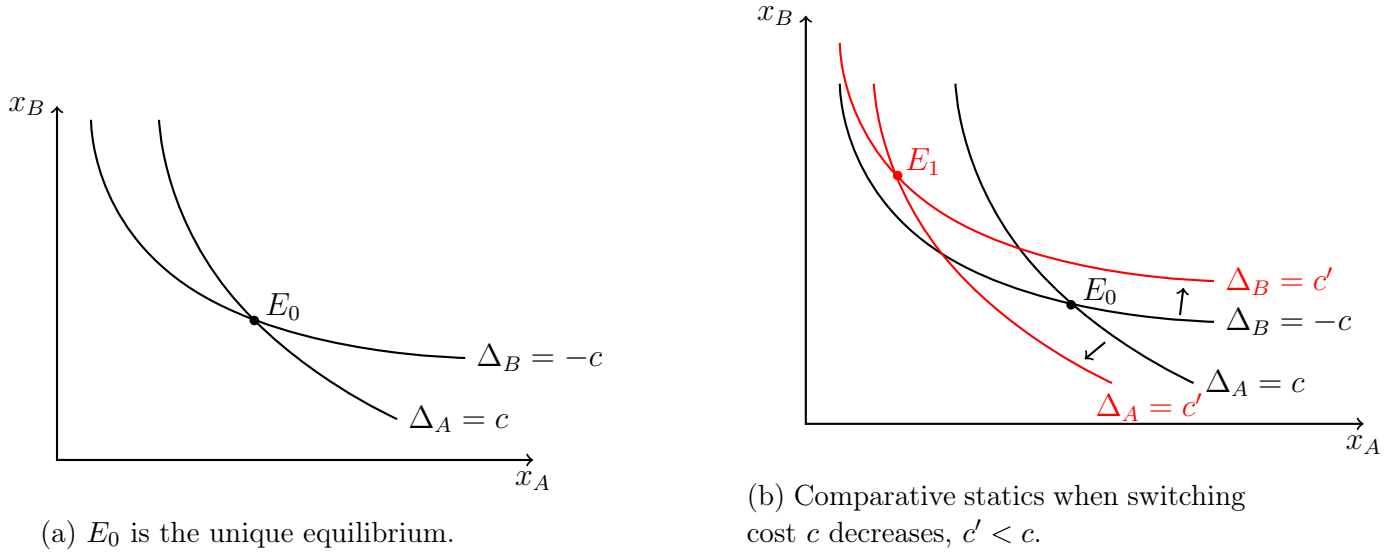 x_B
E_0
Δ_B = −c
Δ_A = c
x_A
(a) E_0 is the unique equilibrium.
x_B
E_1
Δ_B = c′
E_0
Δ_B = −c
Δ_A = c
Δ_A = c′
x_A
(b) Comparative statics when switching
cost c decreases, c′ < c.